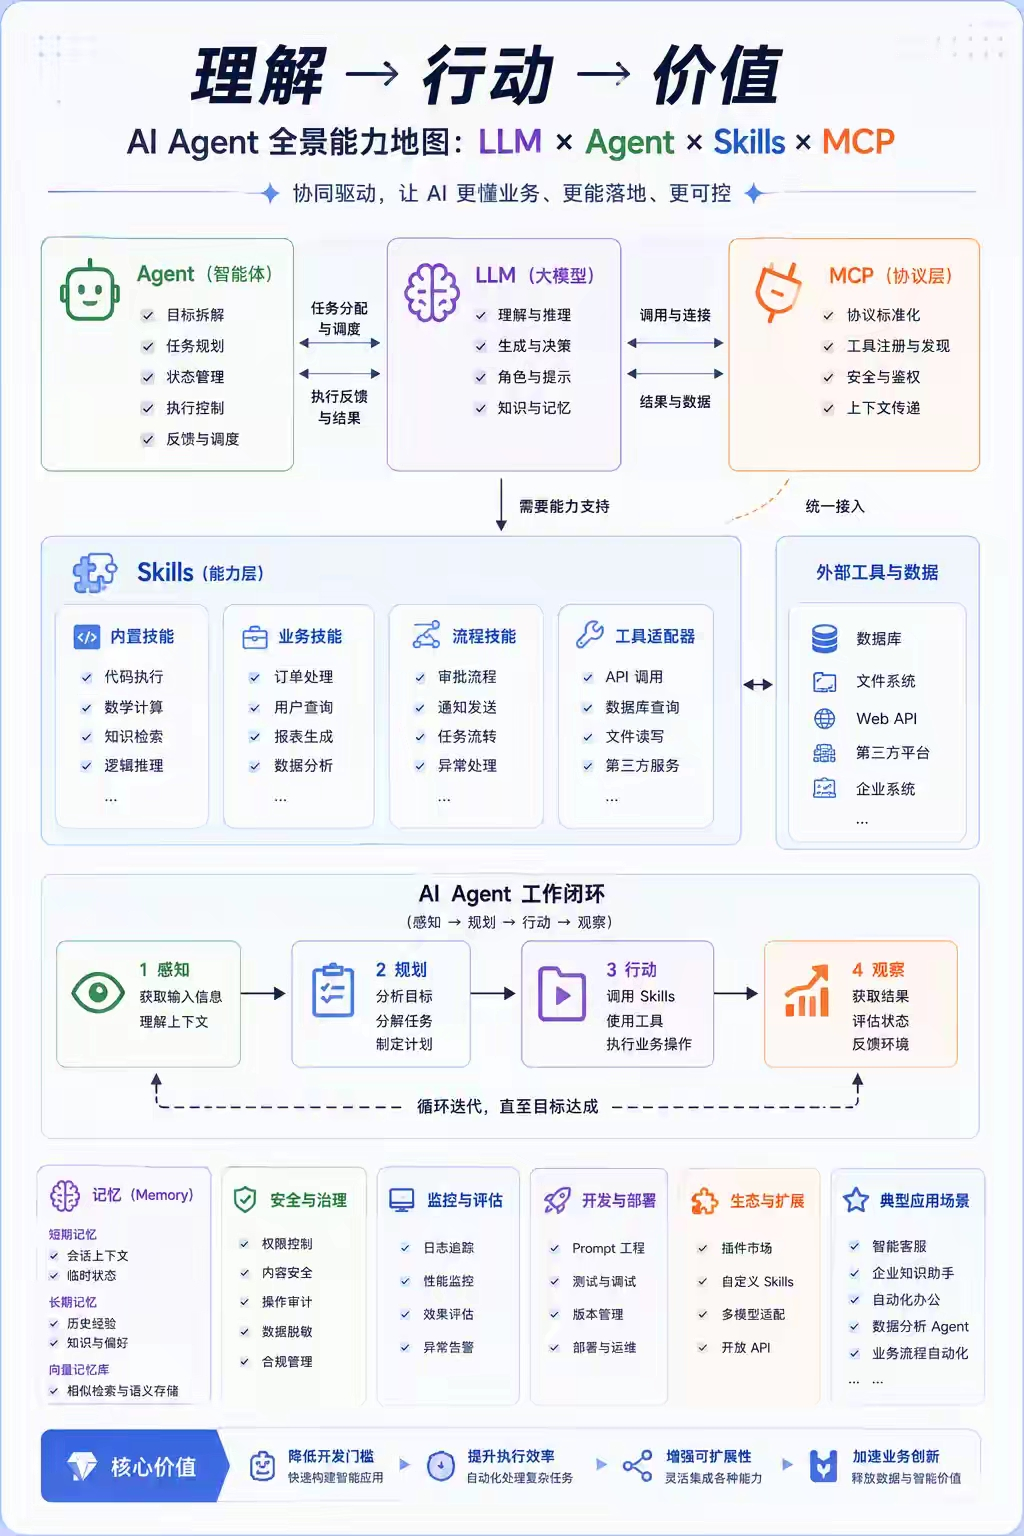 理解 → 行动 → 价值
AI Agent 全景能力地图：LLM × Agent × Skills × MCP
协同驱动，让 AI 更懂业务、更能落地、更可控
Agent（智能体）
目标拆解
任务规划
状态管理
执行控制
反馈与调度
任务分配
与调度
执行反馈
与结果
LLM（大模型）
理解与推理
生成与决策
角色与提示
知识与记忆
调用与连接
结果与数据
MCP（协议层）
协议标准化
工具注册与发现
安全与鉴权
上下文传递
需要能力支持
统一接入
Skills（能力层）
内置技能
代码执行
数学计算
知识检索
逻辑推理
...
业务技能
订单处理
用户查询
报表生成
数据分析
...
流程技能
审批流程
通知发送
任务流转
异常处理
...
工具适配器
API 调用
数据库查询
文件读写
第三方服务
...
外部工具与数据
数据库
文件系统
Web API
第三方平台
企业系统
...
AI Agent 工作闭环
（感知 → 规划 → 行动 → 观察）
1 感知
获取输入信息
理解上下文
2 规划
分析目标
分解任务
制定计划
3 行动
调用 Skills
使用工具
执行业务操作
4 观察
获取结果
评估状态
反馈环境
循环迭代，直至目标达成
记忆（Memory）
短期记忆
会话上下文
临时状态
长期记忆
历史经验
知识与偏好
向量记忆库
相似检索与语义存储
安全与治理
权限控制
内容安全
操作审计
数据脱敏
合规管理
监控与评估
日志追踪
性能监控
效果评估
异常告警
开发与部署
Prompt 工程
测试与调试
版本管理
部署与运维
生态与扩展
插件市场
自定义 Skills
多模型适配
开放 API
典型应用场景
智能客服
企业知识助手
自动化办公
数据分析 Agent
业务流程自动化
... ...
核心价值
降低开发门槛
快速构建智能应用
提升执行效率
自动化处理复杂任务
增强可扩展性
灵活集成各种能力
加速业务创新
释放数据与智能价值